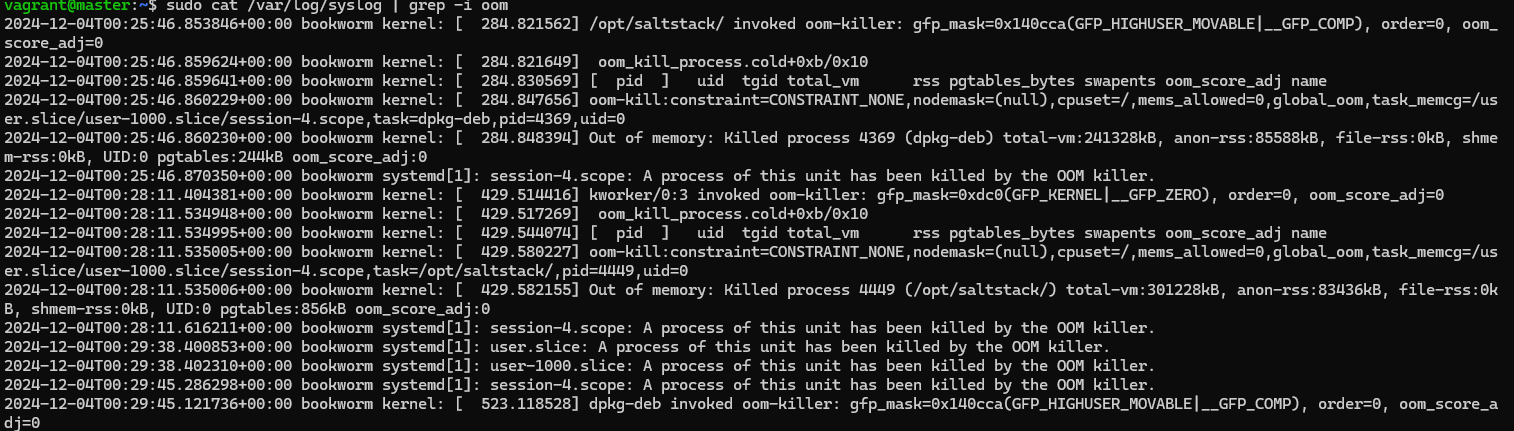 vagrant@master:~$ sudo cat /var/log/syslog | grep -i oom
2024-12-04T00:25:46.853846+00:00 bookworm kernel: [  284.821562] /opt/saltstack/ invoked oom-killer: gfp_mask=0x140cca(GFP_HIGHUSER_MOVABLE|__GFP_COMP), order=0, oom_
score_adj=0
2024-12-04T00:25:46.859624+00:00 bookworm kernel: [  284.821649]  oom_kill_process.cold+0xb/0x10
2024-12-04T00:25:46.859641+00:00 bookworm kernel: [  284.830569] [  pid  ]   uid  tgid total_vm      rss pgtables_bytes swapents oom_score_adj name
2024-12-04T00:25:46.860229+00:00 bookworm kernel: [  284.847656] oom-kill:constraint=CONSTRAINT_NONE,nodemask=(null),cpuset=/,mems_allowed=0,global_oom,task_memcg=/us
er.slice/user-1000.slice/session-4.scope,task=dpkg-deb,pid=4369,uid=0
2024-12-04T00:25:46.860230+00:00 bookworm kernel: [  284.848394] Out of memory: Killed process 4369 (dpkg-deb) total-vm:241328kB, anon-rss:85588kB, file-rss:0kB, shme
m-rss:0kB, UID:0 pgtables:244kB oom_score_adj:0
2024-12-04T00:25:46.870350+00:00 bookworm systemd[1]: session-4.scope: A process of this unit has been killed by the OOM killer.
2024-12-04T00:28:11.404381+00:00 bookworm kernel: [  429.514416] kworker/0:3 invoked oom-killer: gfp_mask=0xdc0(GFP_KERNEL|__GFP_ZERO), order=0, oom_score_adj=0
2024-12-04T00:28:11.534948+00:00 bookworm kernel: [  429.517269]  oom_kill_process.cold+0xb/0x10
2024-12-04T00:28:11.534995+00:00 bookworm kernel: [  429.544074] [  pid  ]   uid  tgid total_vm      rss pgtables_bytes swapents oom_score_adj name
2024-12-04T00:28:11.535005+00:00 bookworm kernel: [  429.580227] oom-kill:constraint=CONSTRAINT_NONE,nodemask=(null),cpuset=/,mems_allowed=0,global_oom,task_memcg=/us
er.slice/user-1000.slice/session-4.scope,task=/opt/saltstack/,pid=4449,uid=0
2024-12-04T00:28:11.535006+00:00 bookworm kernel: [  429.582155] Out of memory: Killed process 4449 (/opt/saltstack/) total-vm:301228kB, anon-rss:83436kB, file-rss:0k
B, shmem-rss:0kB, UID:0 pgtables:856kB oom_score_adj:0
2024-12-04T00:28:11.616211+00:00 bookworm systemd[1]: session-4.scope: A process of this unit has been killed by the OOM killer.
2024-12-04T00:29:38.400853+00:00 bookworm systemd[1]: user.slice: A process of this unit has been killed by the OOM killer.
2024-12-04T00:29:38.402310+00:00 bookworm systemd[1]: user-1000.slice: A process of this unit has been killed by the OOM killer.
2024-12-04T00:29:45.286298+00:00 bookworm systemd[1]: session-4.scope: A process of this unit has been killed by the OOM killer.
2024-12-04T00:29:45.121736+00:00 bookworm kernel: [  523.118528] dpkg-deb invoked oom-killer: gfp_mask=0x140cca(GFP_HIGHUSER_MOVABLE|__GFP_COMP), order=0, oom_score_a
dj=0